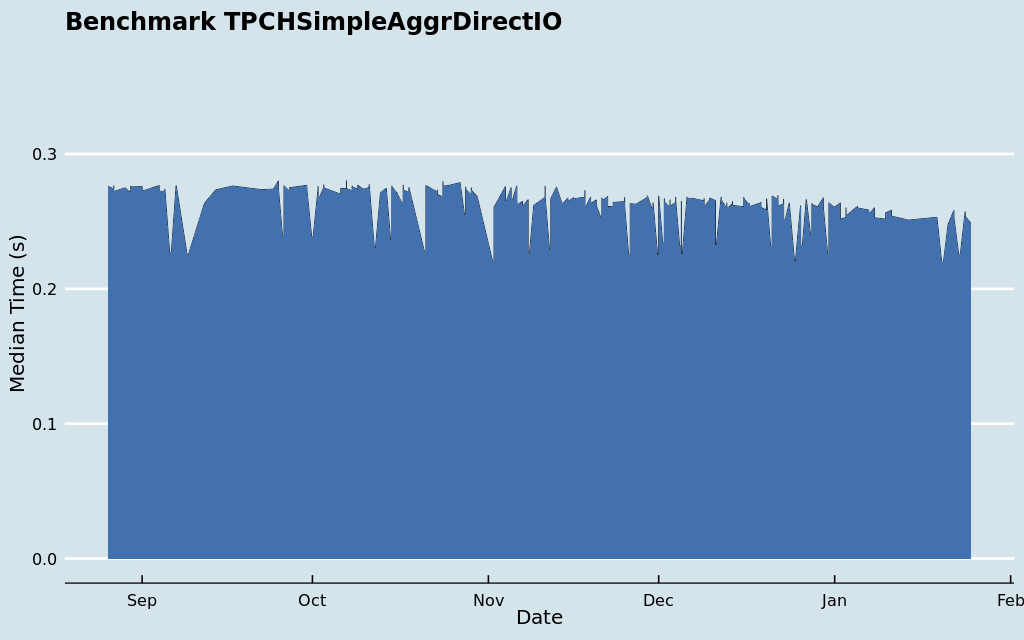 Benchmark TPCHSimpleAggrDirectIO
Median Time (s)
0.3
0.2
0.1
0.0
Sep Oct Nov Dec Jan Feb
Date